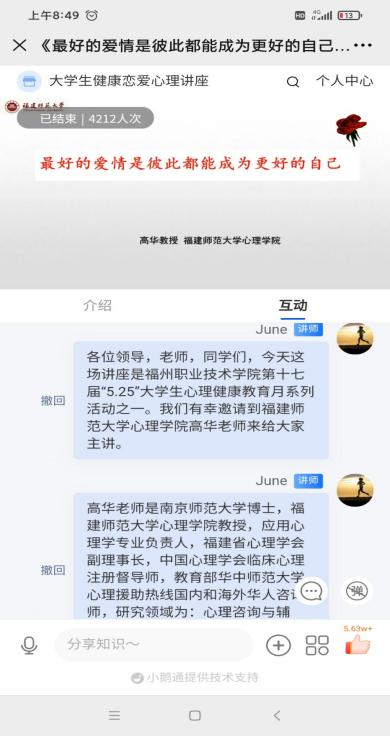 上午8:49
HD 4G 13
《最好的爱情是彼此都能成为更好的自己...
大学生健康恋爱心理讲座
个人中心
福建师范大学
已结束 | 4212人次
最好的爱情是彼此都能成为更好的自己
高华教授 福建师范大学心理学院
介绍
互动
June 讲师
各位领导，老师，同学们，今天这
场讲座是福州职业技术学院第十七
届“5.25”大学生心理健康教育月系列
活动之一。我们有幸邀请到福建师
范大学心理学院高华老师来给大家
主讲。
撤回
June 讲师
高华老师是南京师范大学博士，福
建师范大学心理学院教授，应用心
理学专业负责人，福建省心理学会
副理事长，中国心理学会临床心理
注册督导师，教育部华中师范大学
心理援助热线国内和海外华人咨
师，研究领域为：心理咨询与辅
撤回
弹
5.63w+
分享知识～
小鹅通提供技术支持